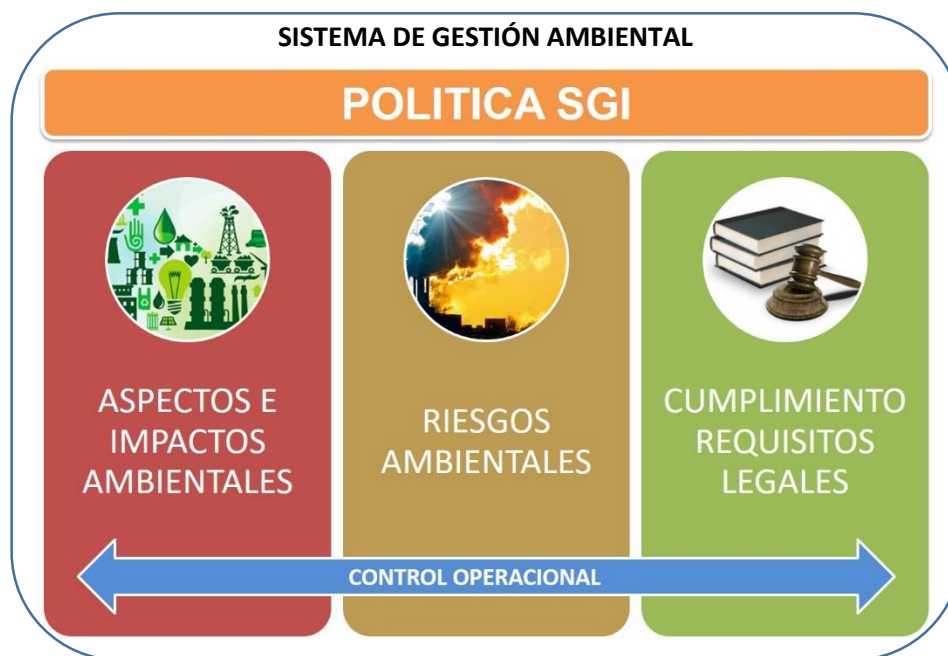 SISTEMA DE GESTIÓN AMBIENTAL
POLITICA SGI
ASPECTOS E
IMPACTOS
AMBIENTALES
RIESGOS
AMBIENTALES
CUMPLIMIENTO
REQUISITOS
LEGALES
CONTROL OPERACIONAL